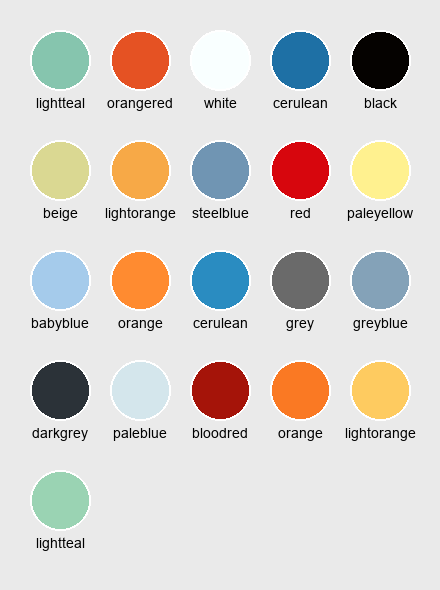 lightteal orangered white cerulean black
beige lightorange steelblue red paleyellow
babyblue orange cerulean grey greyblue
darkgrey paleblue bloodred orange lightorange
lightteal